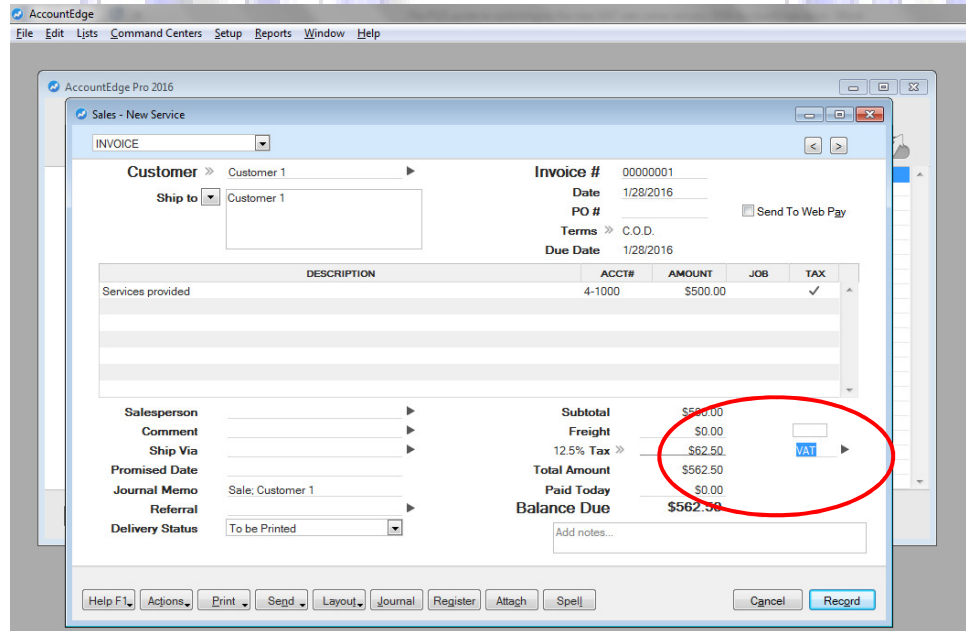 AccountEdge
File Edit Lists Command Centers Setup Reports Window Help
AccountEdge Pro 2016
Sales - New Service
INVOICE
< >
Customer » Customer 1 Invoice # 00000001
Ship to Customer 1 Date 1/28/2016
PO # Send To Web Pay
Terms » C.O.D.
Due Date 1/28/2016
DESCRIPTION ACCT# AMOUNT JOB TAX
Services provided 4-1000 $500.00 ✓
Salesperson Subtotal $500.00
Comment Freight $0.00
Ship Via 12.5% Tax » $62.50 VAT
Promised Date Total Amount $562.50
Journal Memo Sale; Customer 1 Paid Today $0.00
Referral Balance Due $562.50
Delivery Status To be Printed Add notes...
Help F1 Actions Print Send Layout Journal Register Attach Spell Cancel Record